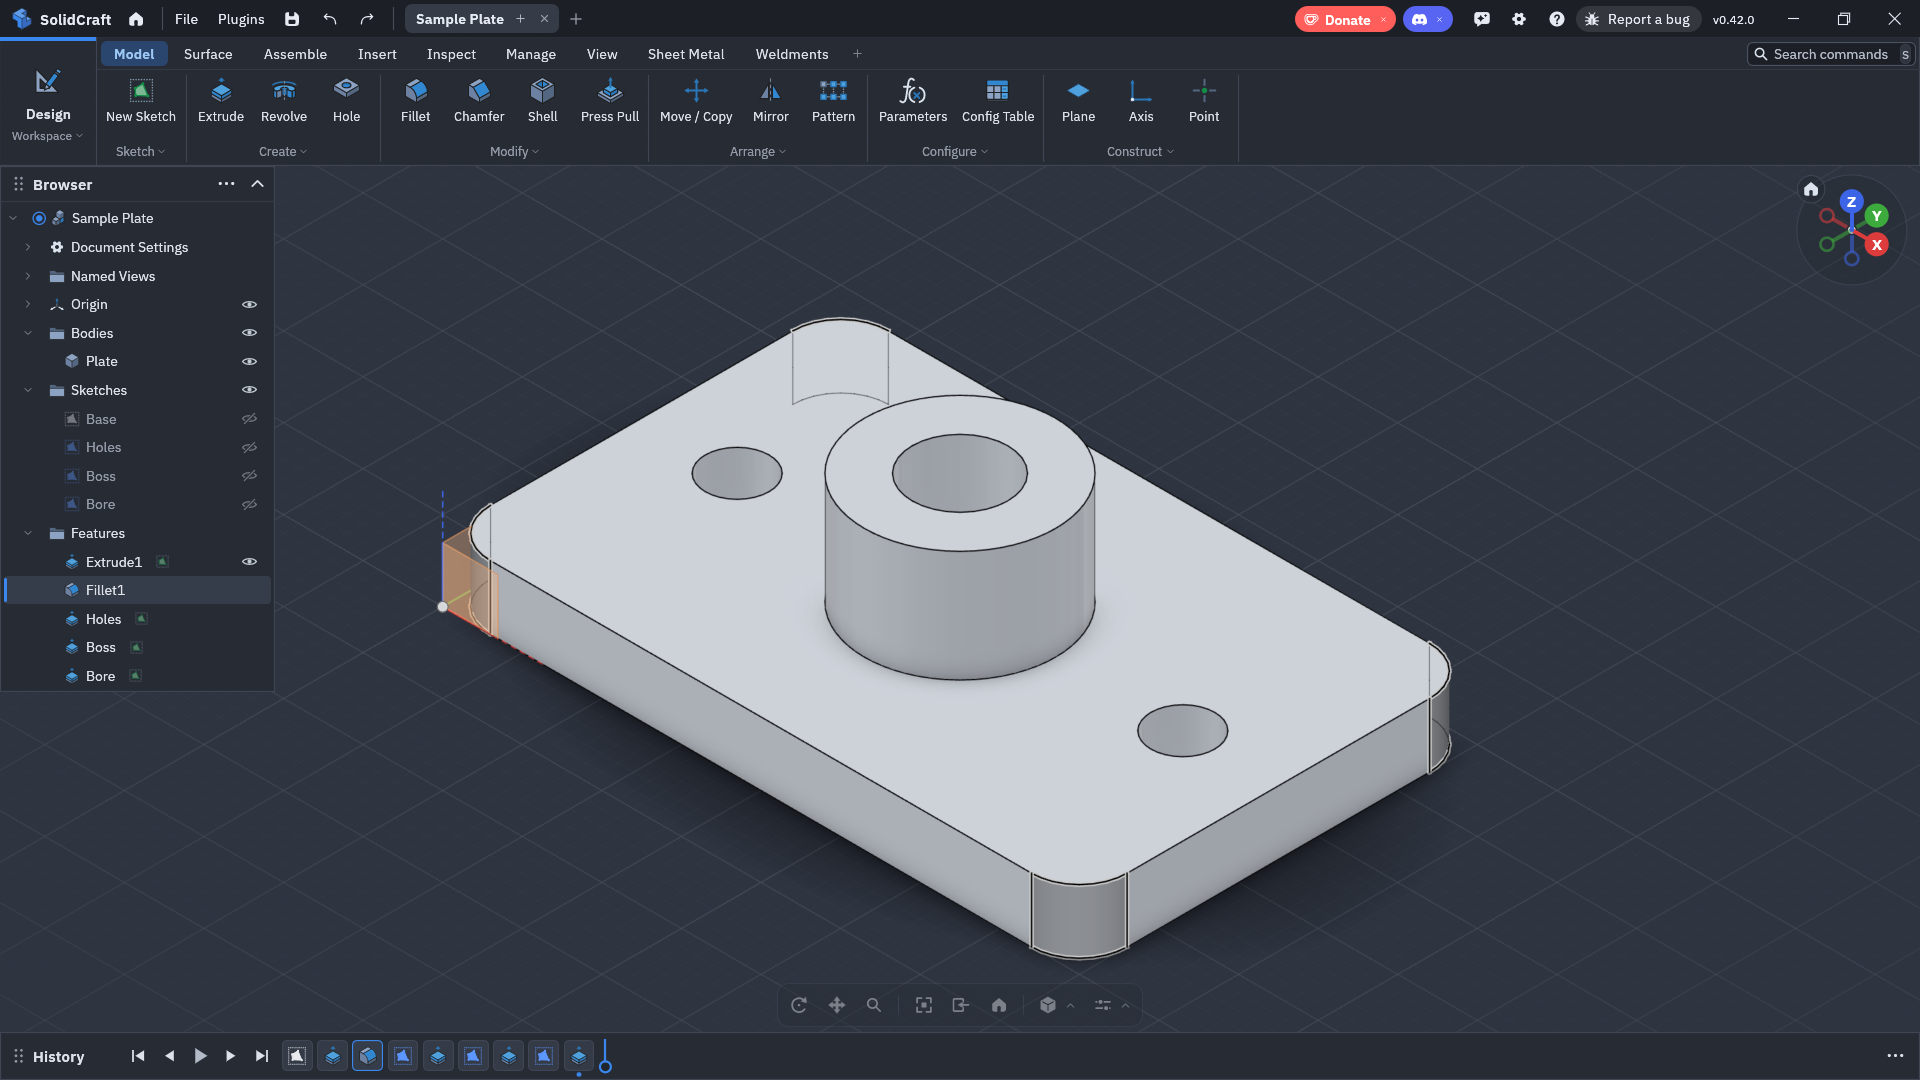 SolidCraft
File
Plugins
Sample Plate
Donate
Report a bug
v0.42.0
Design
Workspace
Model
Surface
Assemble
Insert
Inspect
Manage
View
Sheet Metal
Weldments
Search commands
S
New Sketch
Extrude
Revolve
Hole
Fillet
Chamfer
Shell
Press Pull
Move / Copy
Mirror
Pattern
Parameters
Config Table
Plane
Axis
Point
Sketch
Create
Modify
Arrange
Configure
Construct
Browser
Sample Plate
Document Settings
Named Views
Origin
Bodies
Plate
Sketches
Base
Holes
Boss
Bore
Features
Extrude1
Fillet1
Holes
Boss
Bore
Z
Y
X
History